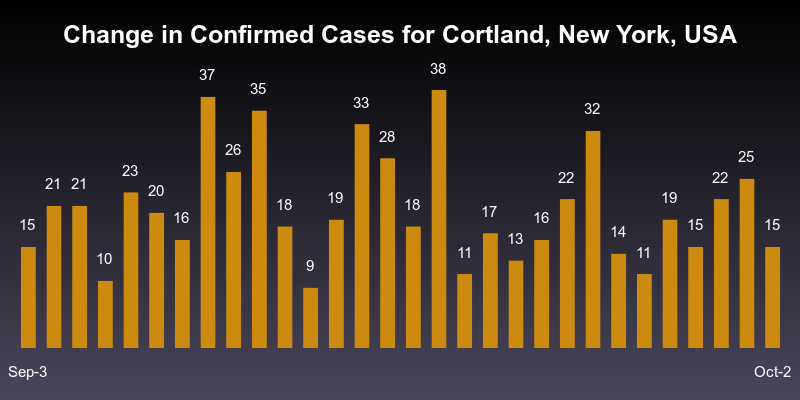 Change in Confirmed Cases for Cortland, New York, USA
15 21 21 10 23 20 16 37 26 35 18 9 19 33 28 18 38 11 17 13 16 22 32 14 11 19 15 22 25 15
Sep-3 Oct-2